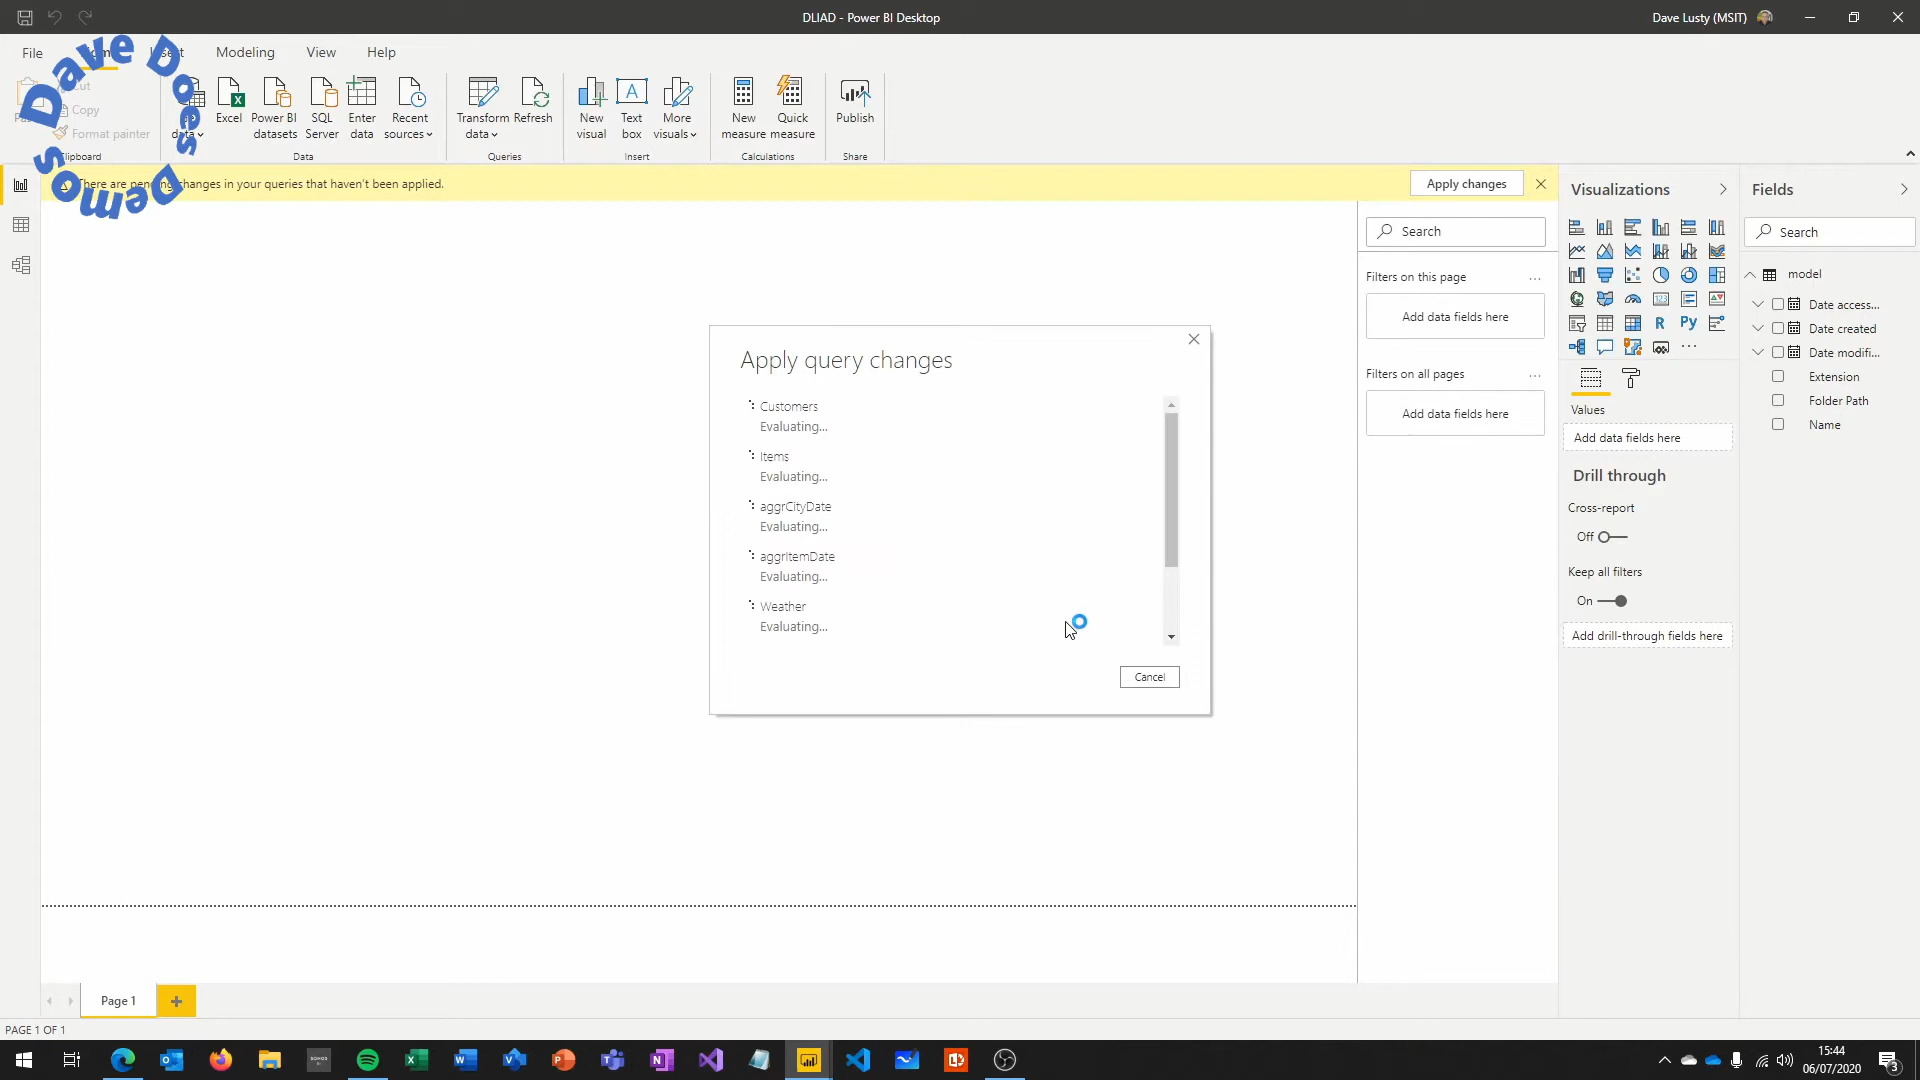 DLIAD - Power BI Desktop
Dave Lusty (MSIT)
File
Modeling
View
Help
Dave Does Demos
Copy
Format painter
Clipboard
data
Excel
Power BI
datasets
SQL
Server
Enter
data
Recent
sources
Data
Transform
data
Refresh
Queries
New
visual
Text
box
More
visuals
Insert
New
measure
Quick
measure
Calculations
Publish
Share
There are pending changes in your queries that haven't been applied.
Apply changes
Search
Filters on this page
Add data fields here
Filters on all pages
Add data fields here
Visualizations
Values
Add data fields here
Drill through
Cross-report
Off
Keep all filters
On
Add drill-through fields here
Fields
Search
model
Date access...
Date created
Date modifi...
Extension
Folder Path
Name
Apply query changes
Customers
Evaluating...
Items
Evaluating...
aggrCityDate
Evaluating...
aggrItemDate
Evaluating...
Weather
Evaluating...
Cancel
Page 1
PAGE 1 OF 1
15:44
06/07/2020
3